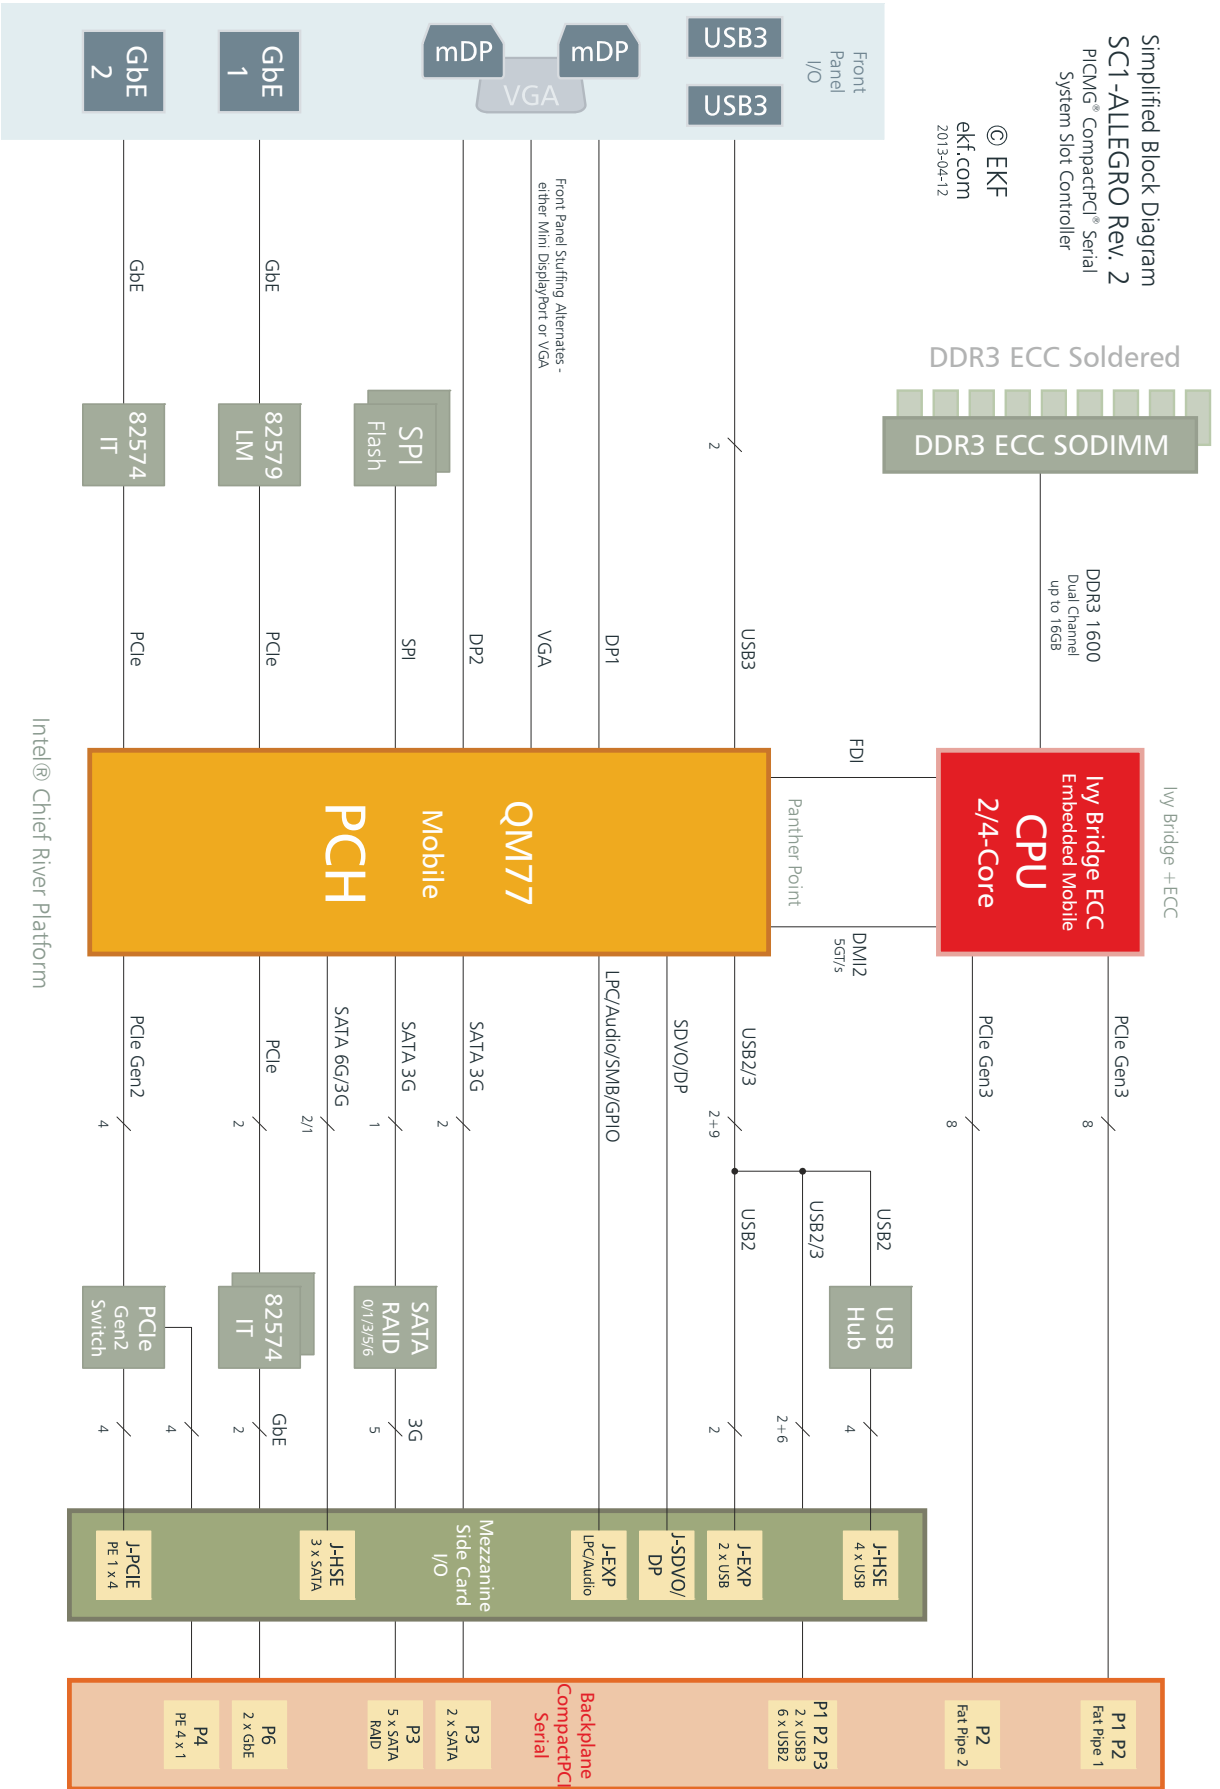 Simplified Block Diagram
SC1-ALLEGRO Rev. 2
PICMG® CompactPCI® Serial
System Slot Controller
© EKF
ekf.com
2013-04-12
Front
Panel
I/O
USB3
USB3
mDP
mDP
VGA
GbE
1
GbE
2
Front Panel Stuffing Alternates -
either Mini DisplayPort or VGA
GbE
GbE
DDR3 ECC Soldered
DDR3 ECC SODIMM
2
SPI
Flash
82579
LM
82574
IT
DDR3 1600
Dual Channel
up to 16GB
USB3
DP1
VGA
DP2
SPI
PCIe
PCIe
Ivy Bridge +ECC
Ivy Bridge ECC
Embedded Mobile
CPU
2/4-Core
FDI
DMI2
5GT/s
Panther Point
QM77
Mobile
PCH
Intel® Chief River Platform
PCIe Gen3
8
PCIe Gen3
8
USB2/3
2+9
SDVO/DP
LPC/Audio/SMB/GPIO
SATA 3G
2
SATA 3G
1
SATA 6G/3G
2/1
PCIe
2
PCIe Gen2
4
USB2
USB2/3
USB2
USB
Hub
SATA
RAID
0/1/3/5/6
82574
IT
PCIe
Gen2
Switch
4
2+6
2
3G
5
GbE
2
4
4
J-HSE
4 x USB
J-EXP
2 x USB
J-SDVO/
DP
J-EXP
LPC/Audio
Mezzanine
Side Card
I/O
J-HSE
3 x SATA
J-PCIE
PE 1 x 4
P1 P2
Fat Pipe 1
P2
Fat Pipe 2
P1 P2 P3
2 x USB3
6 x USB2
Backplane
CompactPCI
Serial
P3
2 x SATA
P3
5 x SATA
RAID
P6
2 x GbE
P4
PE 4 x 1